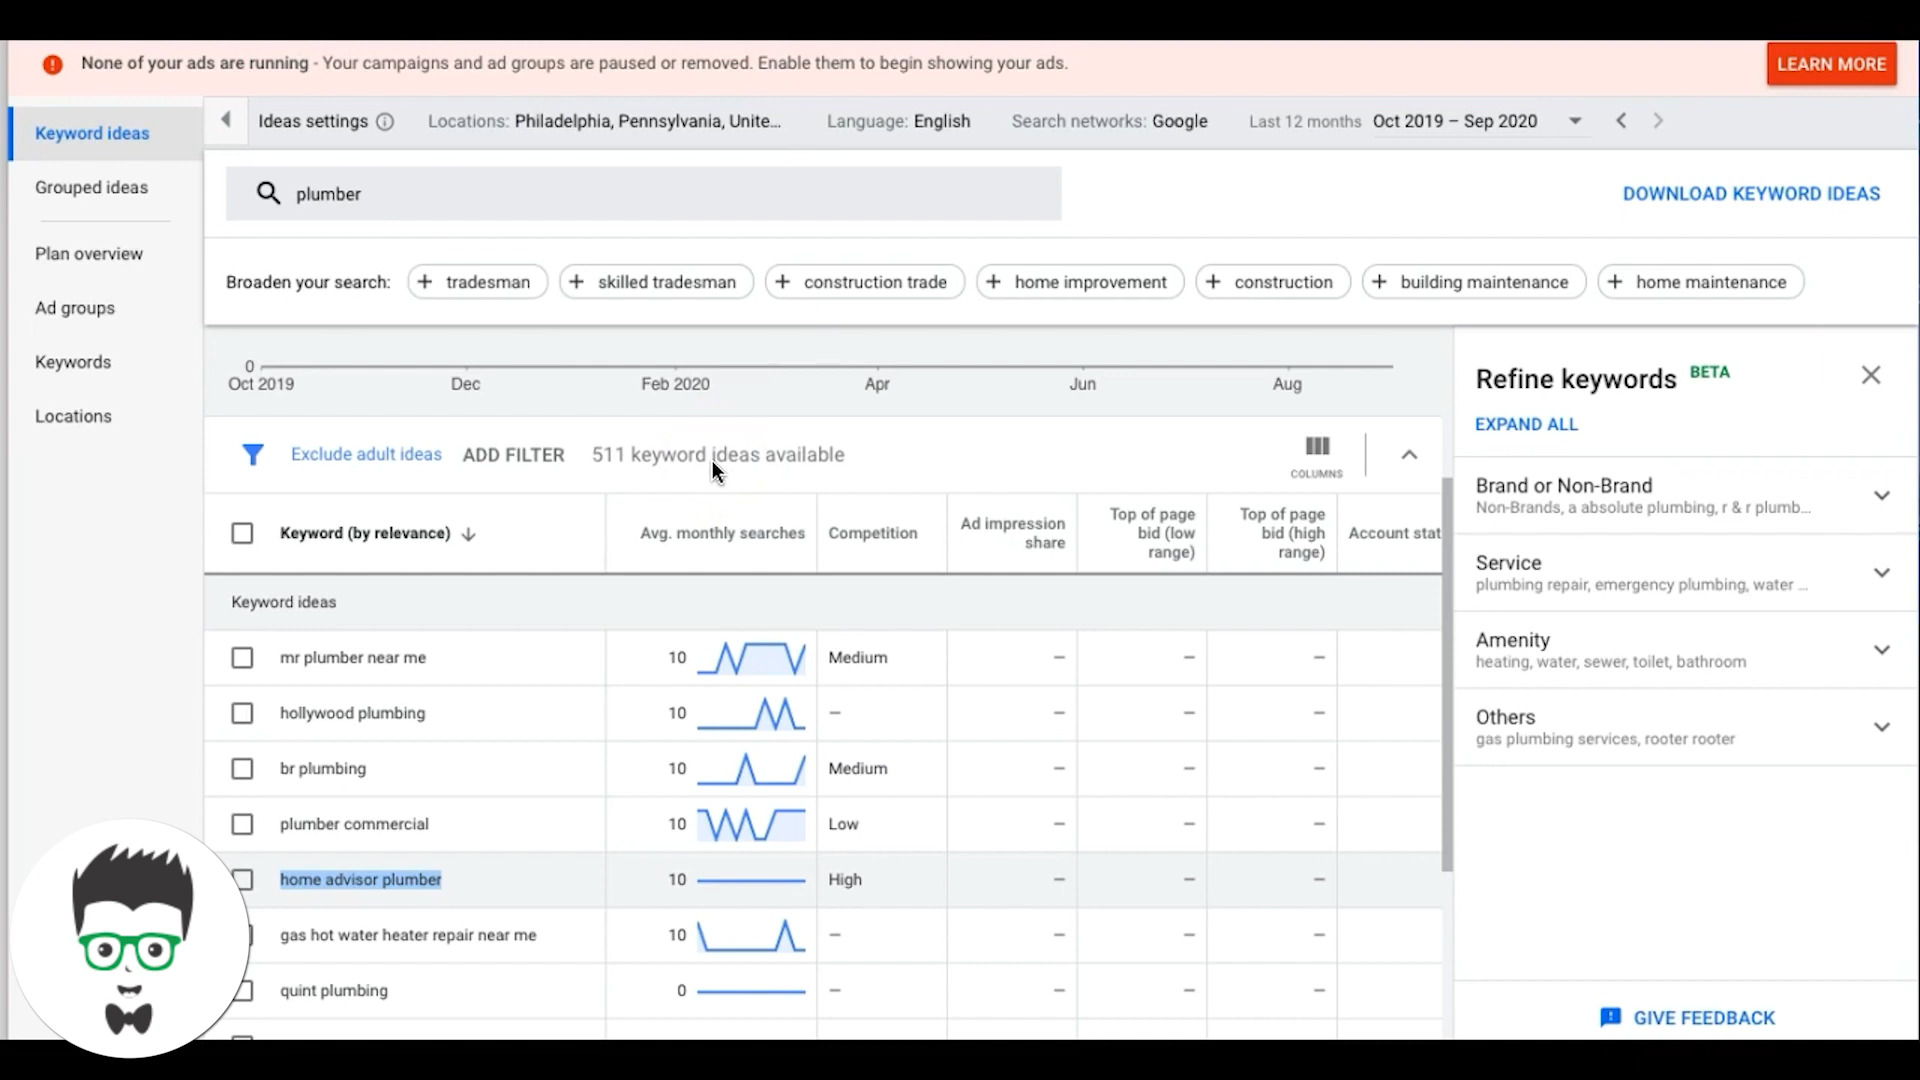 None of your ads are running - Your campaigns and ad groups are paused or removed. Enable them to begin showing your ads.
LEARN MORE
Keyword ideas
Grouped ideas
Plan overview
Ad groups
Keywords
Locations
Ideas settings
Locations: Philadelphia, Pennsylvania, Unite...
Language: English
Search networks: Google
Last 12 months Oct 2019 – Sep 2020
plumber
DOWNLOAD KEYWORD IDEAS
Broaden your search: + tradesman + skilled tradesman + construction trade + home improvement + construction + building maintenance + home maintenance
0
Oct 2019 Dec Feb 2020 Apr Jun Aug
Exclude adult ideas ADD FILTER 511 keyword ideas available
COLUMNS
Keyword (by relevance)
Avg. monthly searches
Competition
Ad impression
share
Top of page
bid (low
range)
Top of page
bid (high
range)
Account stat
Keyword ideas
mr plumber near me 10 Medium – – –
hollywood plumbing 10 – – – –
br plumbing 10 Medium – – –
plumber commercial 10 Low – – –
home advisor plumber 10 High – – –
gas hot water heater repair near me 10 – – – –
quint plumbing 0 – – – –
Refine keywords BETA
EXPAND ALL
Brand or Non-Brand
Non-Brands, a absolute plumbing, r & r plumb...
Service
plumbing repair, emergency plumbing, water ...
Amenity
heating, water, sewer, toilet, bathroom
Others
gas plumbing services, rooter rooter
GIVE FEEDBACK